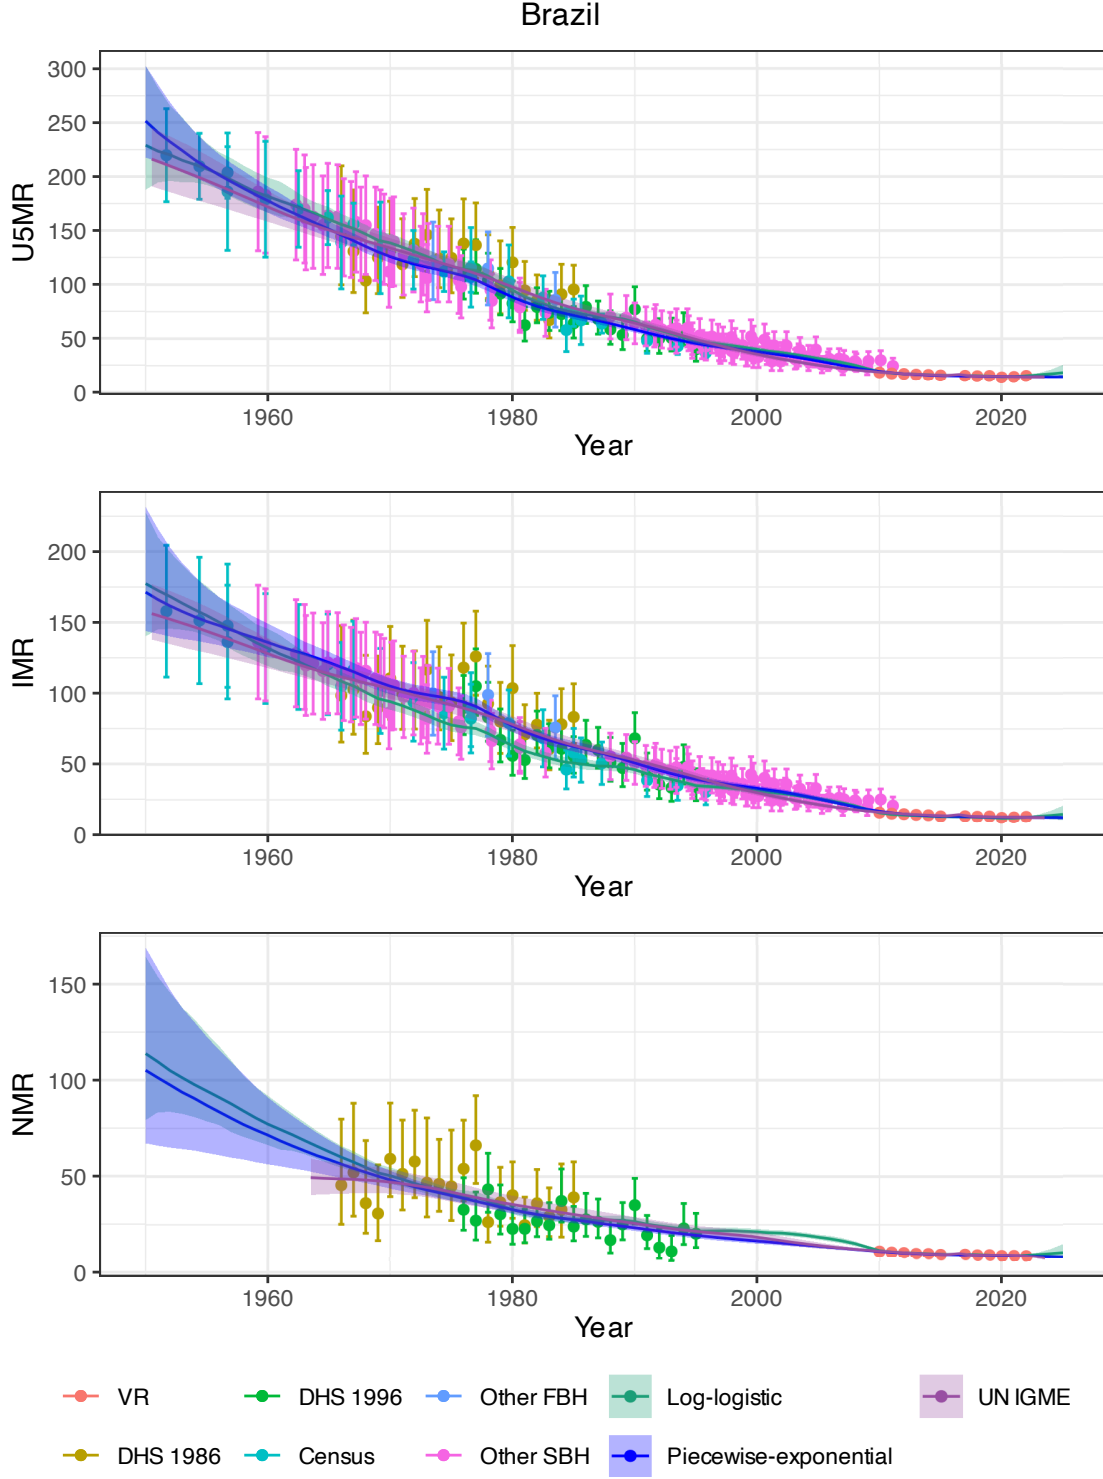 Brazil
300
250
200
150
100
50
0
U5MR
1960 1980 2000 2020
Year
200
150
100
50
0
IMR
1960 1980 2000 2020
Year
150
100
50
0
NMR
1960 1980 2000 2020
Year
VR DHS 1996 Other FBH Log-logistic UN IGME
DHS 1986 Census Other SBH Piecewise-exponential